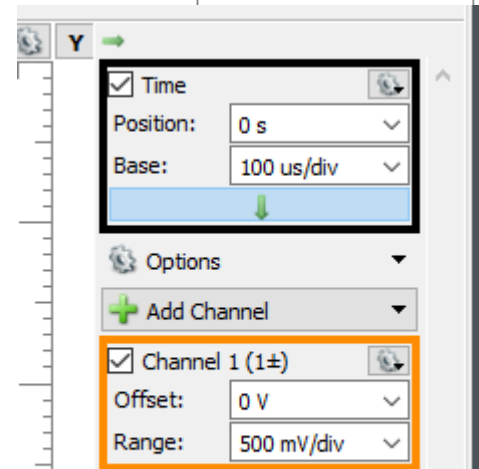 Y
Time
Position: 0 s
Base: 100 us/div
Options
Add Channel
Channel 1 (1±)
Offset: 0 V
Range: 500 mV/div